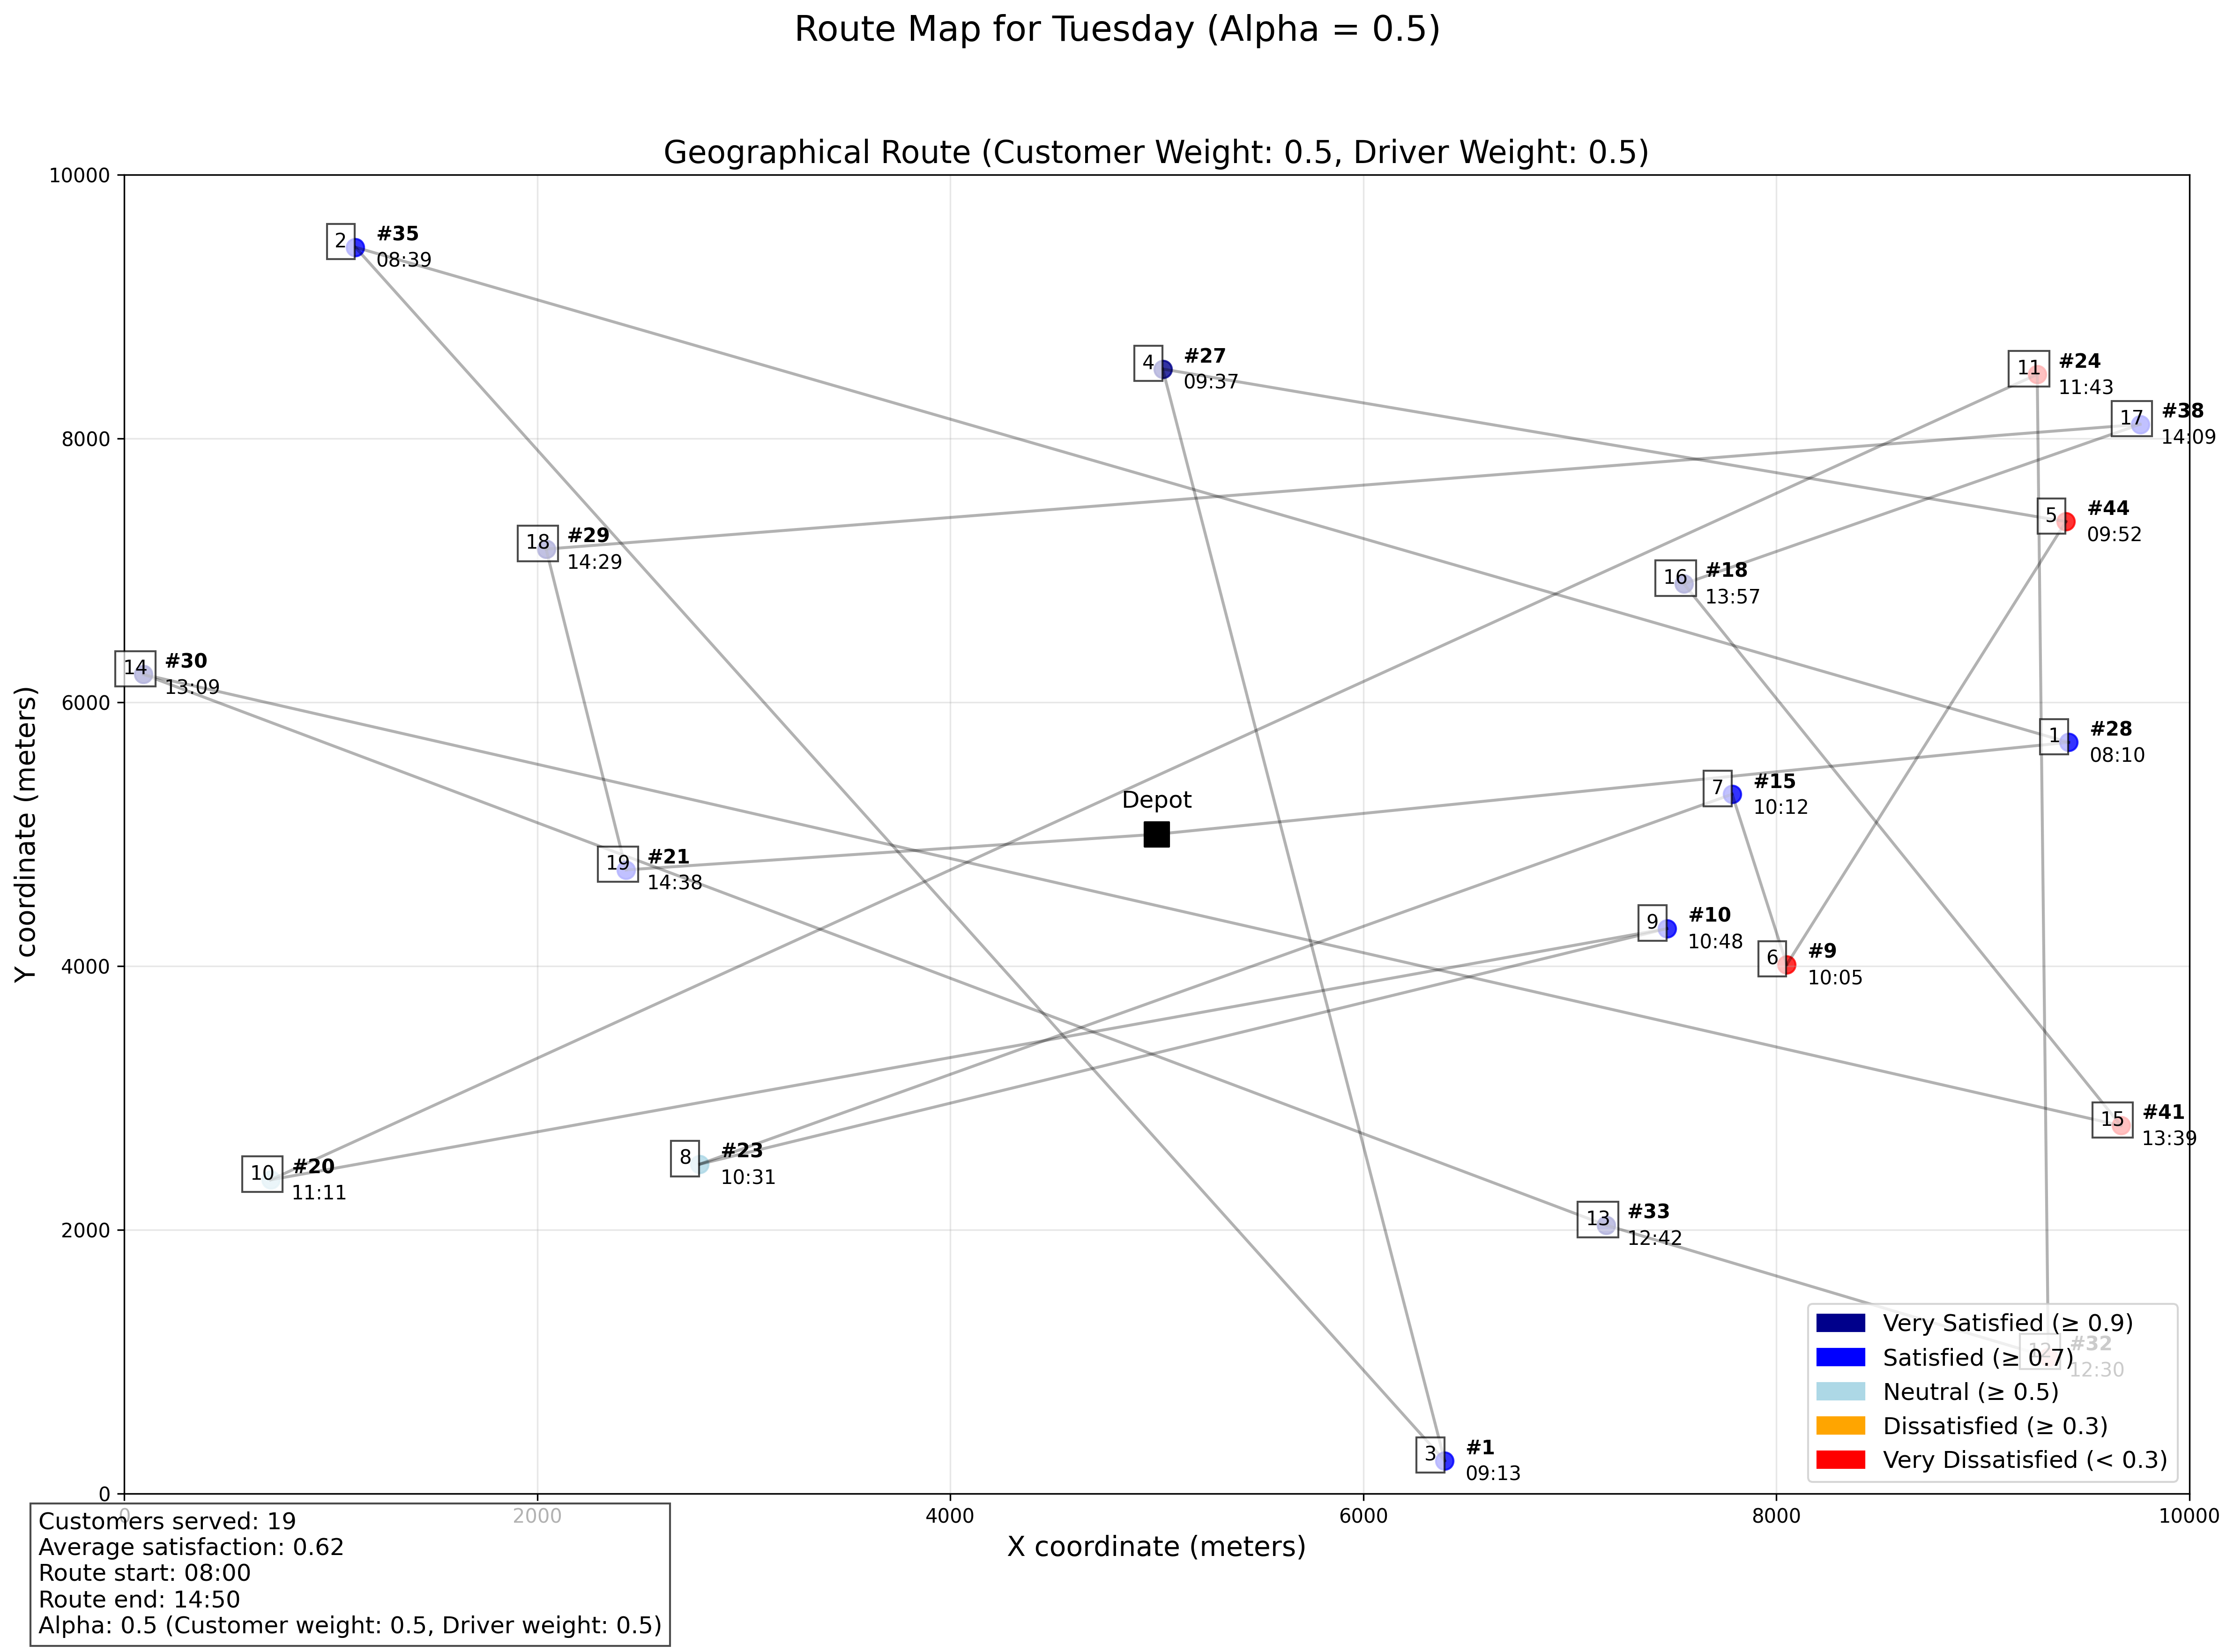 Route Map for Tuesday (Alpha = 0.5)
Geographical Route (Customer Weight: 0.5, Driver Weight: 0.5)
10000
8000
6000
4000
2000
0
Y coordinate (meters)
2 #35
08:39
4 #27
09:37
11 #24
11:43
17 #38
14:09
5 #44
09:52
18 #29
14:29
16 #18
13:57
14 #30
13:09
1 #28
08:10
7 #15
10:12
Depot
19 #21
14:38
9 #10
10:48
6 #9
10:05
15 #41
13:39
8 #23
10:31
10 #20
11:11
13 #33
12:42
12 #32
12:30
3 #1
09:13
Very Satisfied (≥ 0.9)
Satisfied (≥ 0.7)
Neutral (≥ 0.5)
Dissatisfied (≥ 0.3)
Very Dissatisfied (< 0.3)
0 2000 4000 6000 8000 10000
X coordinate (meters)
Customers served: 19
Average satisfaction: 0.62
Route start: 08:00
Route end: 14:50
Alpha: 0.5 (Customer weight: 0.5, Driver weight: 0.5)